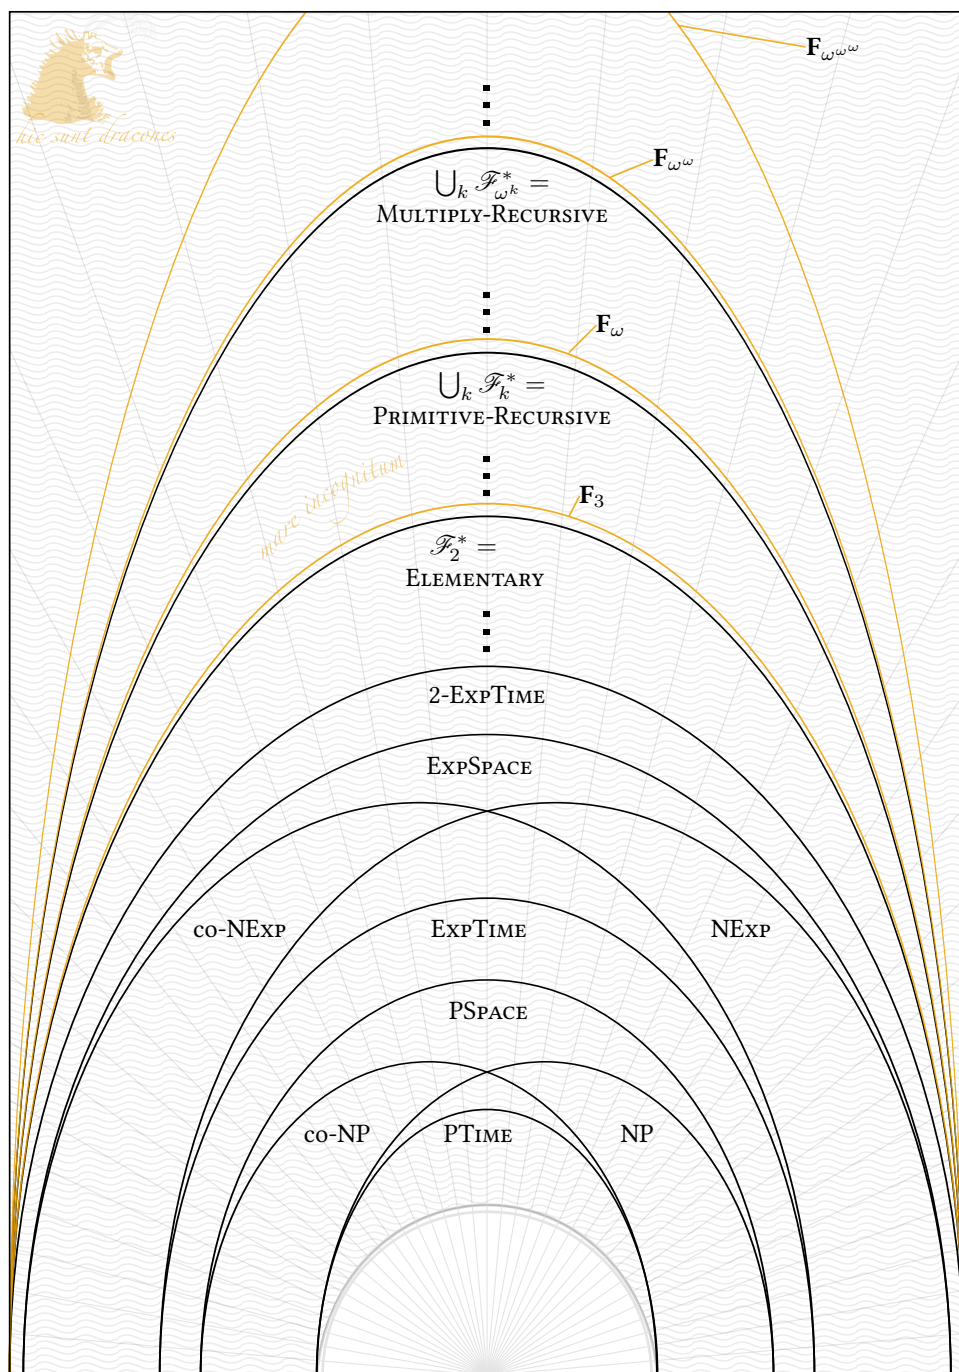 F_{ω^{ω^ω}}
hic sunt dracones
F_{ω^ω}
⋃_k ℱ*_{ω^k} =
Multiply-Recursive
F_ω
⋃_k ℱ*_k =
Primitive-Recursive
mare incognitum
F_3
ℱ*_2 =
Elementary
2-ExpTime
ExpSpace
co-NExp
ExpTime
NExp
PSpace
co-NP
PTime
NP